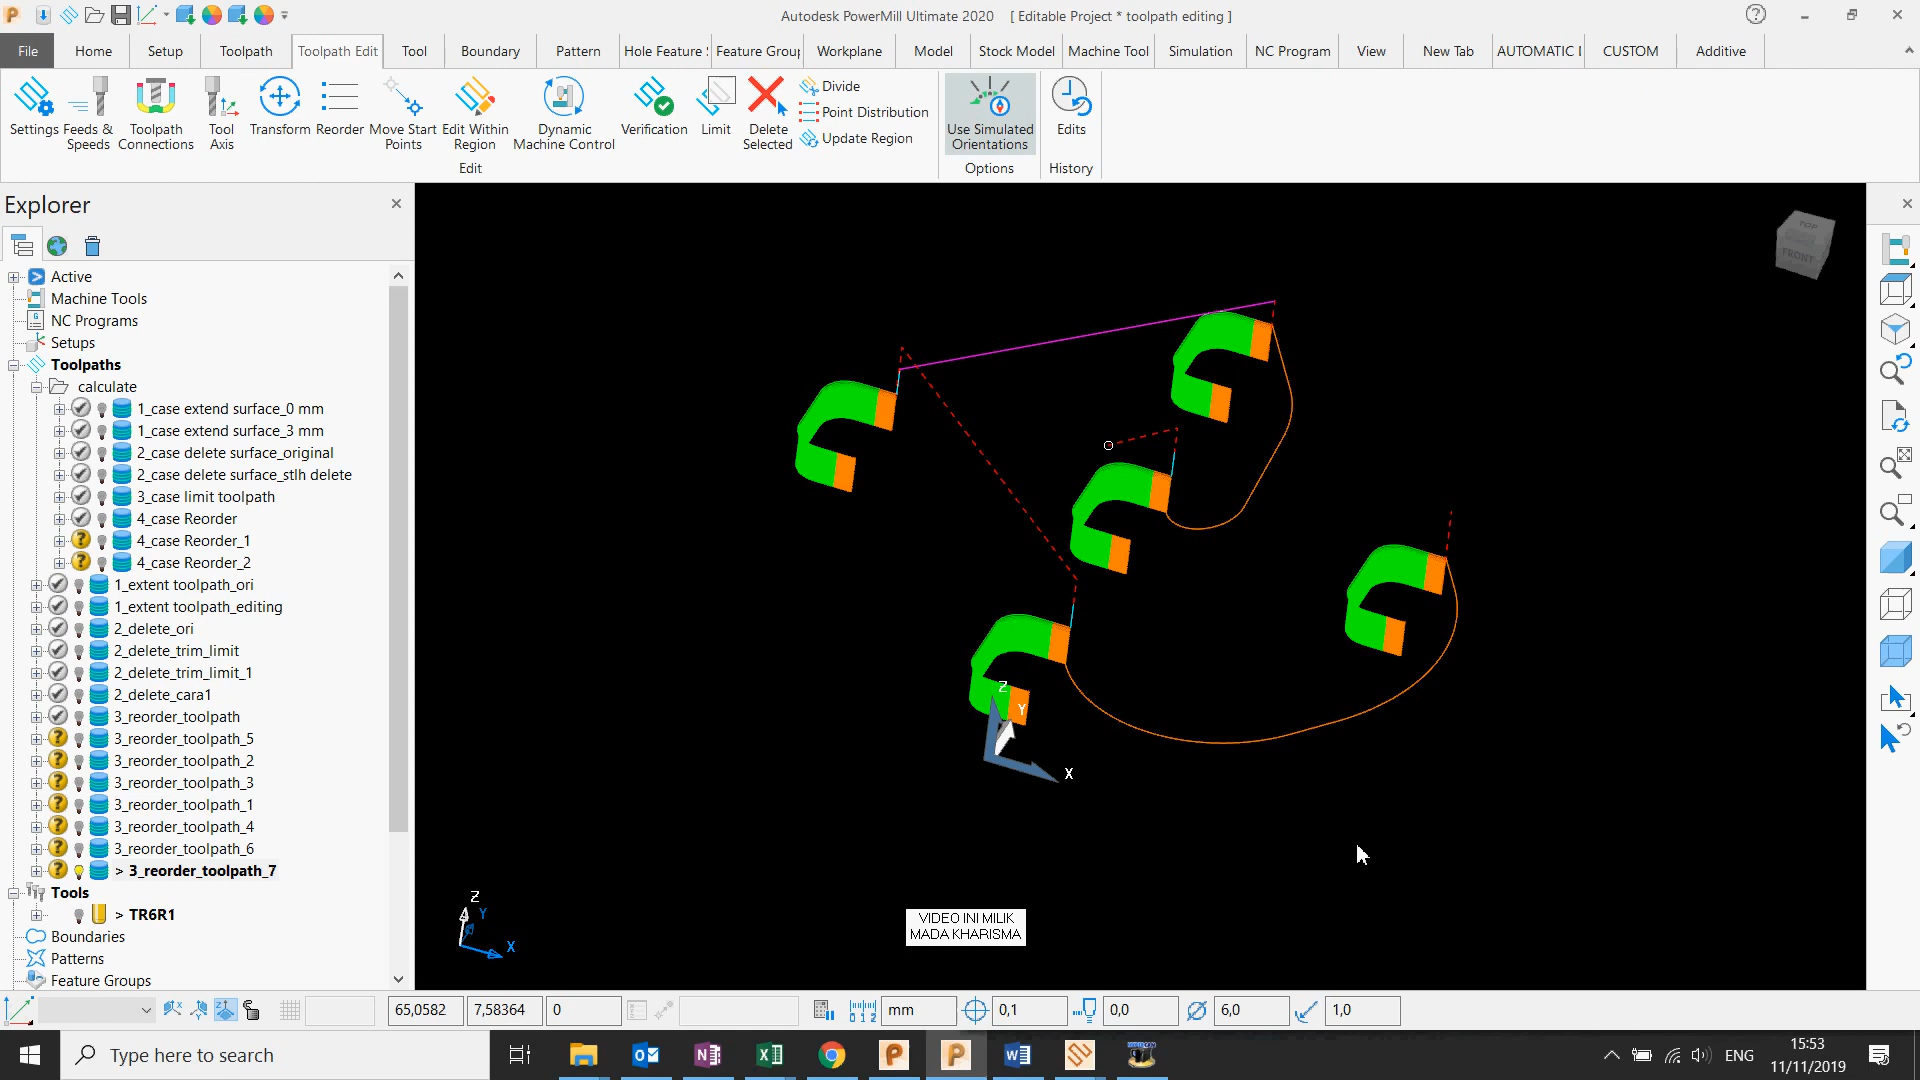 Autodesk PowerMill Ultimate 2020 [ Editable Project * toolpath editing ]
File Home Setup Toolpath Toolpath Edit Tool Boundary Pattern Hole Feature Feature Grou Workplane Model Stock Model Machine Tool Simulation NC Program View New Tab AUTOMATIC CUSTOM Additive
Settings
Feeds &
Speeds
Toolpath
Connections
Tool
Axis
Transform
Reorder
Move Start
Points
Edit Within
Region
Dynamic
Machine Control
Verification
Limit
Delete
Selected
Divide
Point Distribution
Update Region
Use Simulated
Orientations
Edits
Edit
Options
History
Explorer
Active
Machine Tools
NC Programs
Setups
Toolpaths
calculate
1_case extend surface_0 mm
1_case extend surface_3 mm
2_case delete surface_original
2_case delete surface_stlh delete
3_case limit toolpath
4_case Reorder
4_case Reorder_1
4_case Reorder_2
1_extent toolpath_ori
1_extent toolpath_editing
2_delete_ori
2_delete_trim_limit
2_delete_trim_limit_1
2_delete_cara1
3_reorder_toolpath
3_reorder_toolpath_5
3_reorder_toolpath_2
3_reorder_toolpath_3
3_reorder_toolpath_1
3_reorder_toolpath_4
3_reorder_toolpath_6
> 3_reorder_toolpath_7
Tools
> TR6R1
Boundaries
Patterns
Feature Groups
TOP
FRONT
Z
Y
X
Z
Y
X
VIDEO INI MILIK
MADA KHARISMA
65,0582 7,58364 0 mm 0,1 0,0 6,0 1,0
Type here to search
ENG
15:53
11/11/2019